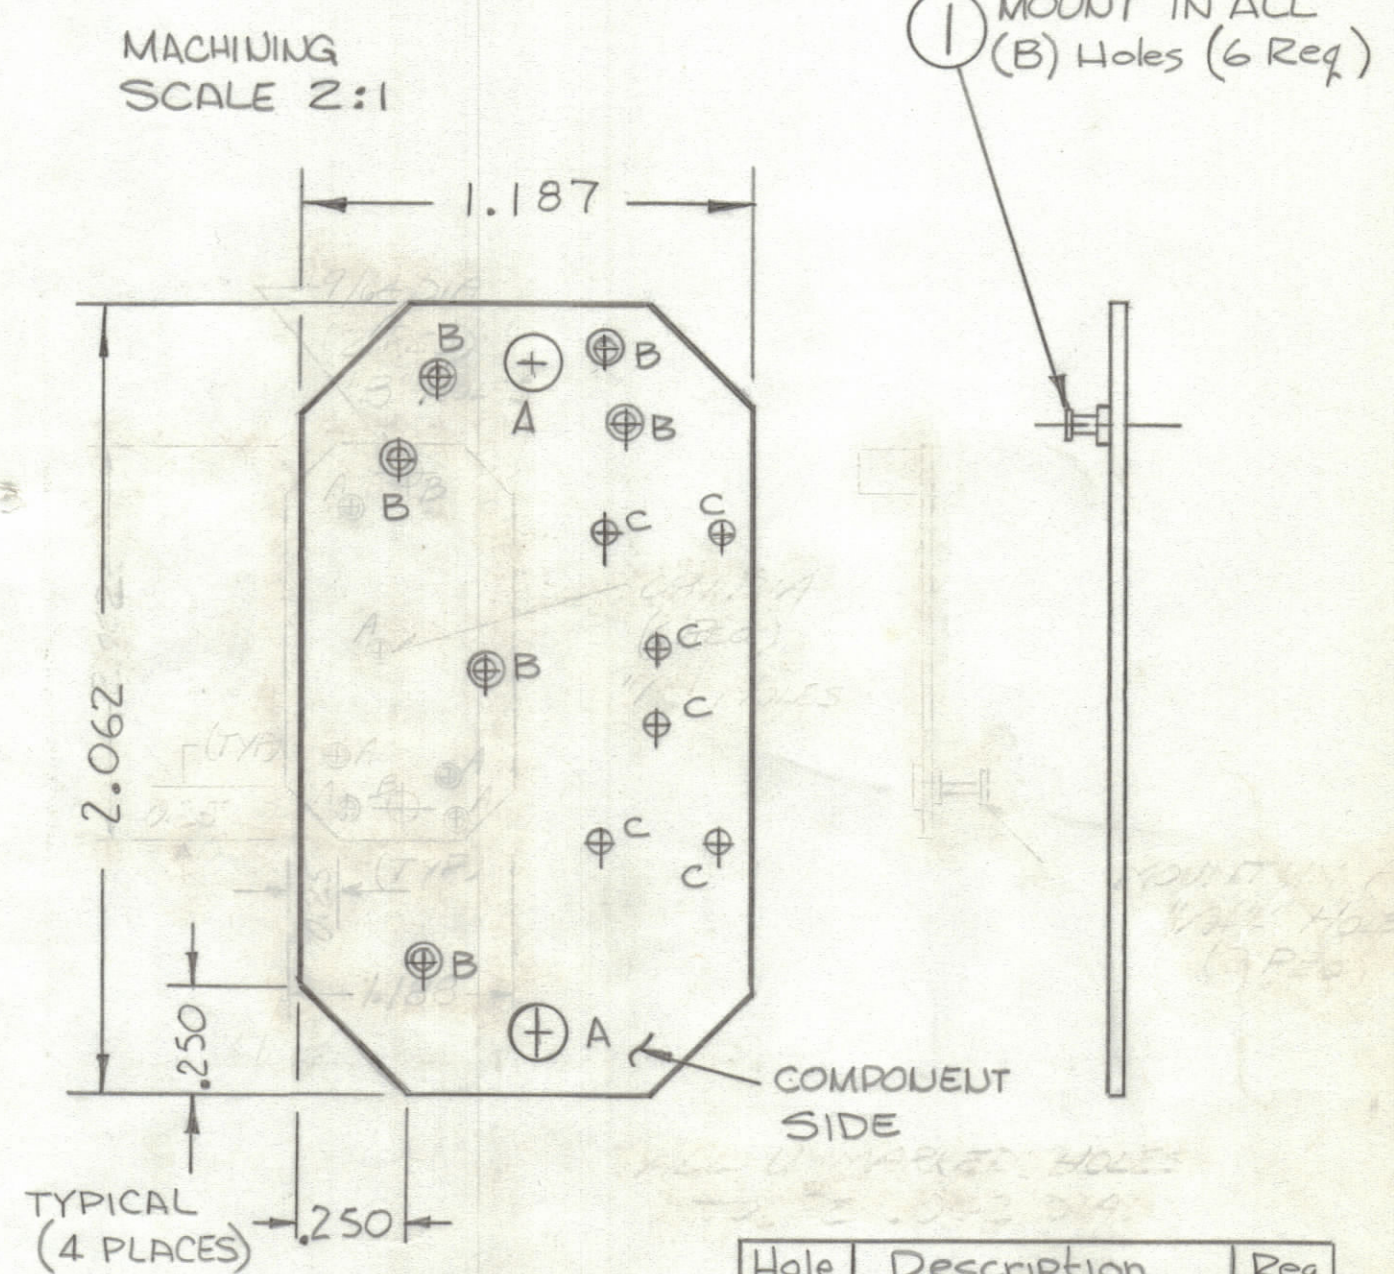 MACHINING
SCALE 2:1
1
MOUNT IN ALL
(B) Holes (6 Req)
1.187
B
A
B
B
B
C
C
B
C
C
C
C
B
A
2.062
.250
COMPONENT
SIDE
TYPICAL
(4 PLACES)
.250
Hole Description Req